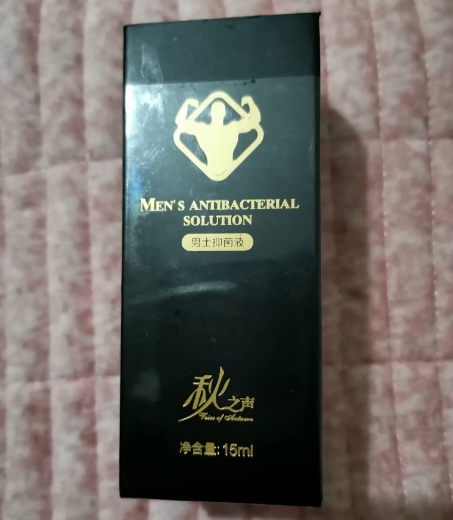 MEN'S ANTIBACTERIAL
SOLUTION
男士抑菌液
秋之声
Voice of Autumn
净含量:15ml